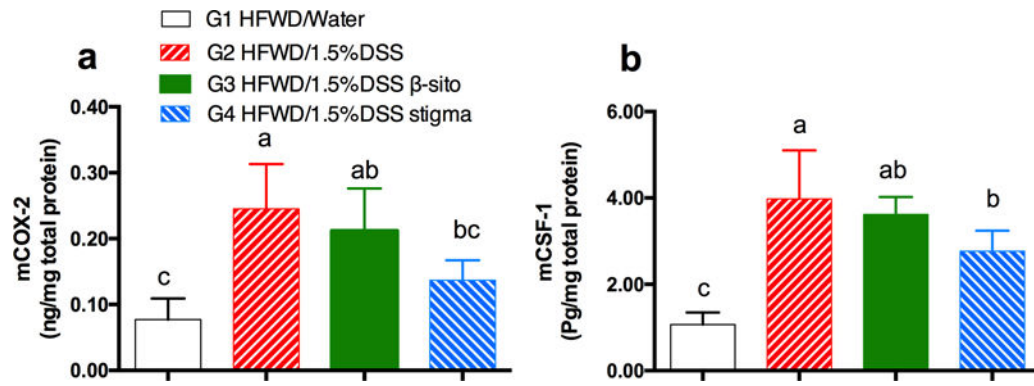 G1 HFWD/Water
G2 HFWD/1.5%DSS
G3 HFWD/1.5%DSS β-sito
G4 HFWD/1.5%DSS stigma
a
mCOX-2
(ng/mg total protein)
0.40
0.30
0.20
0.10
0.00
c
a
ab
bc
b
mCSF-1
(Pg/mg total protein)
6.00
4.00
2.00
0.00
c
a
ab
b